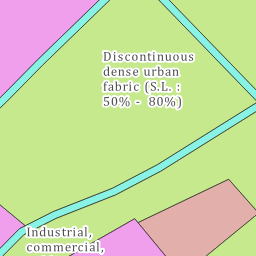 Discontinuous
dense urban
fabric (S.L. :
50% - 80%)
Industrial,
commercial,